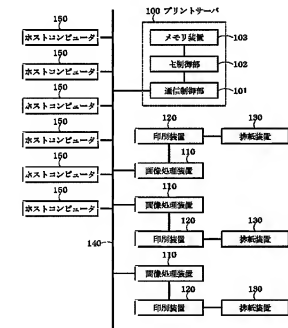 100 プリントサーバ
メモリ装置
103
主制御部
102
通信制御部
101
150
ホストコンピュータ
150
ホストコンピュータ
150
ホストコンピュータ
150
ホストコンピュータ
150
ホストコンピュータ
150
ホストコンピュータ
120
印刷装置
130
排紙装置
110
画像処理装置
110
画像処理装置
120
印刷装置
130
排紙装置
110
画像処理装置
120
印刷装置
130
排紙装置
140